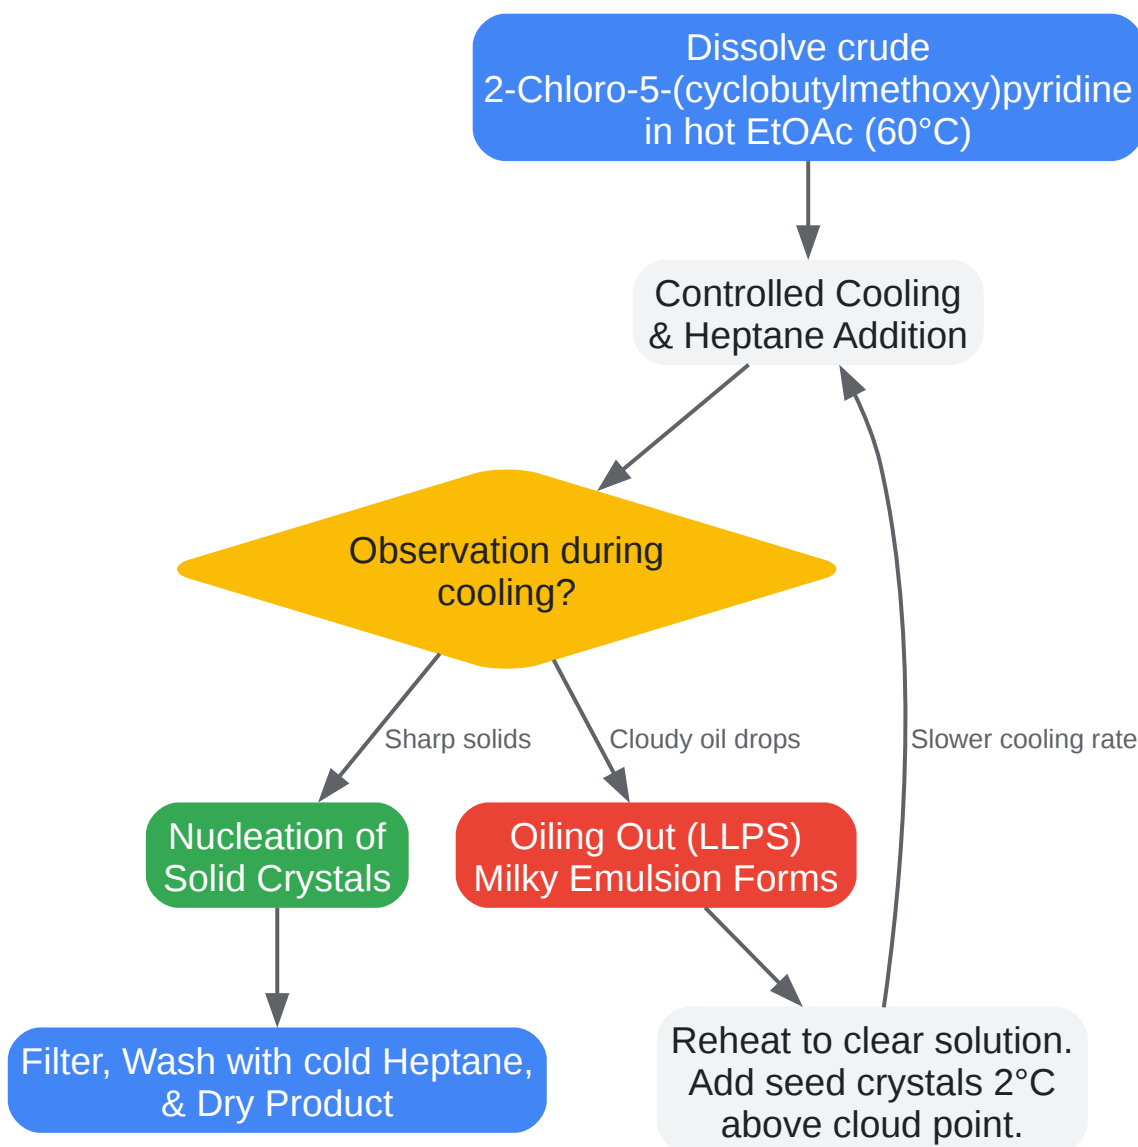 Dissolve crude
2-Chloro-5-(cyclobutylmethoxy)pyridine
in hot EtOAc (60°C)
Controlled Cooling
& Heptane Addition
Observation during
cooling?
Sharp solids
Cloudy oil drops
Slower cooling rate
Nucleation of
Solid Crystals
Oiling Out (LLPS)
Milky Emulsion Forms
Filter, Wash with cold Heptane,
& Dry Product
Reheat to clear solution.
Add seed crystals 2°C
above cloud point.